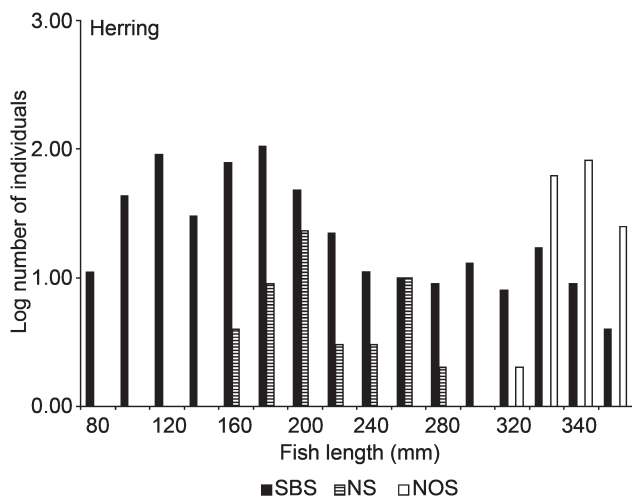 Herring
Log number of individuals
3.00
2.00
1.00
0.00
80 120 160 200 240 280 320 340
Fish length (mm)
SBS NS NOS